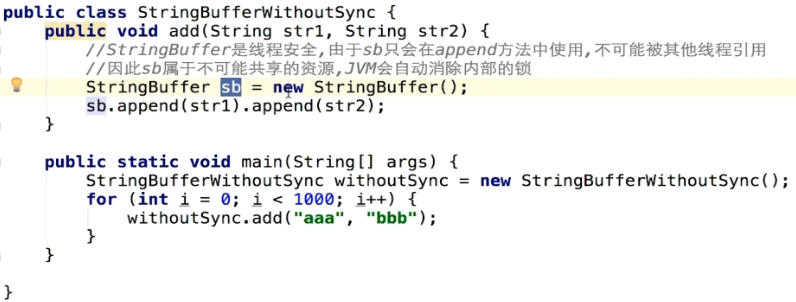 public class StringBufferWithoutSync {
public void add(String str1, String str2) {
//StringBuffer是线程安全,由于sb只会在append方法中使用,不可能被其他线程引用
//因此sb属于不可能共享的资源,JVM会自动消除内部的锁
StringBuffer sb = new StringBuffer();
sb.append(str1).append(str2);
}
public static void main(String[] args) {
StringBufferWithoutSync withoutSync = new StringBufferWithoutSync();
for (int i = 0; i < 1000; i++) {
withoutSync.add("aaa", "bbb");
}
}
}